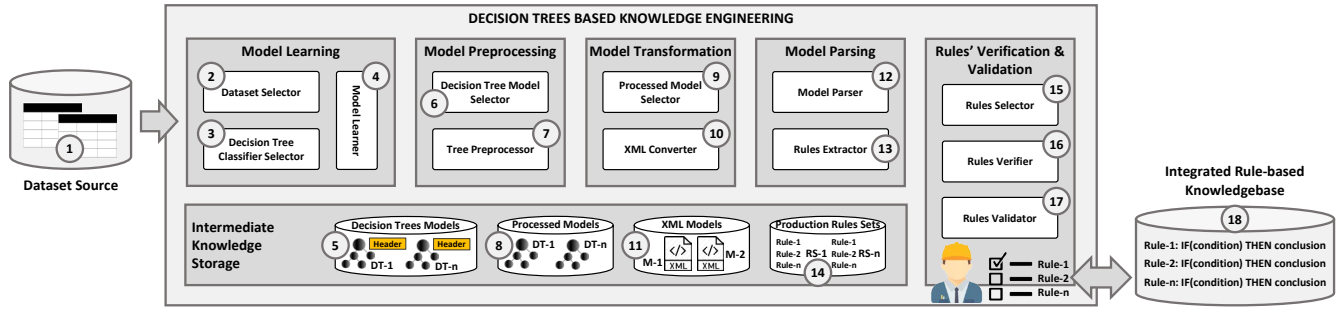 DECISION TREES BASED KNOWLEDGE ENGINEERING
1
Dataset Source
Model Learning
2
Dataset Selector
3
Decision Tree
Classifier Selector
4
Model Learner
Model Preprocessing
Decision Tree Model
Selector
6
7
Tree Preprocessor
Model Transformation
9
Processed Model
Selector
10
XML Converter
Model Parsing
12
Model Parser
Rules Extractor
13
Rules' Verification &
Validation
15
Rules Selector
16
Rules Verifier
17
Rules Validator
Rule-1
Rule-2
Rule-n
Intermediate
Knowledge
Storage
Decision Trees Models
5
Header
Header
DT-1
DT-n
Processed Models
8
DT-1
DT-n
XML Models
11
M-1
XML
XML
M-2
Production Rules Sets
Rule-1
Rule-1
Rule-2 RS-1
Rule-2 RS-n
Rule-n
Rule-n
14
Integrated Rule-based
Knowledgebase
18
Rule-1: IF(condition) THEN conclusion
Rule-2: IF(condition) THEN conclusion
Rule-n: IF(condition) THEN conclusion